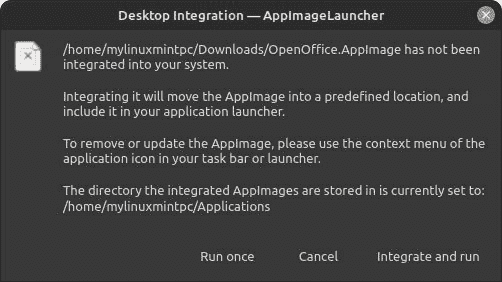 Desktop Integration — AppImageLauncher
/home/mylinuxmintpc/Downloads/OpenOffice.AppImage has not been
integrated into your system.
Integrating it will move the AppImage into a predefined location, and
include it in your application launcher.
To remove or update the AppImage, please use the context menu of the
application icon in your task bar or launcher.
The directory the integrated AppImages are stored in is currently set to:
/home/mylinuxmintpc/Applications
Run once Cancel Integrate and run